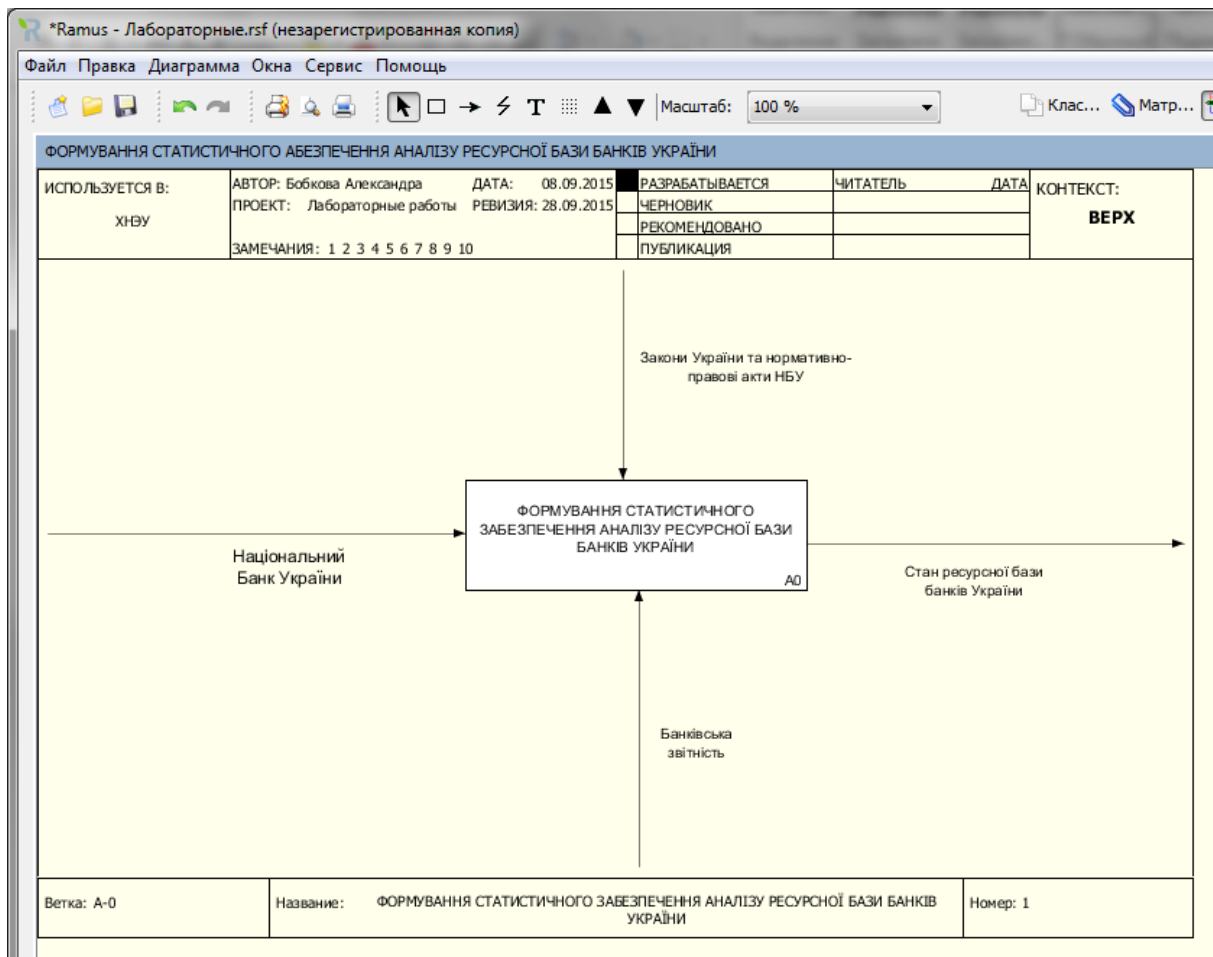 *Ramus - Лабораторные.rsf (незарегистрированная копия)
Файл Правка Диаграмма Окна Сервис Помощь
T Масштаб: 100 % Клас... Матр...
ФОРМУВАННЯ СТАТИСТИЧНОГО АБЕЗПЕЧЕННЯ АНАЛІЗУ РЕСУРСНОЇ БАЗИ БАНКІВ УКРАЇНИ
ИСПОЛЬЗУЕТСЯ В:
ХНЭУ
АВТОР: Бобкова Александра ДАТА: 08.09.2015
ПРОЕКТ: Лабораторные работы РЕВИЗИЯ: 28.09.2015
ЗАМЕЧАНИЯ: 1 2 3 4 5 6 7 8 9 10
РАЗРАБАТЫВАЕТСЯ
ЧЕРНОВИК
РЕКОМЕНДОВАНО
ПУБЛИКАЦИЯ
ЧИТАТЕЛЬ ДАТА
КОНТЕКСТ:
ВЕРХ
Закони України та нормативно-
правові акти НБУ
ФОРМУВАННЯ СТАТИСТИЧНОГО
ЗАБЕЗПЕЧЕННЯ АНАЛІЗУ РЕСУРСНОЇ БАЗИ
БАНКІВ УКРАЇНИ
A0
Національний
Банк України
Стан ресурсної бази
банків України
Банківська
звітність
Ветка: A-0
Название: ФОРМУВАННЯ СТАТИСТИЧНОГО ЗАБЕЗПЕЧЕННЯ АНАЛІЗУ РЕСУРСНОЇ БАЗИ БАНКІВ
УКРАЇНИ
Номер: 1